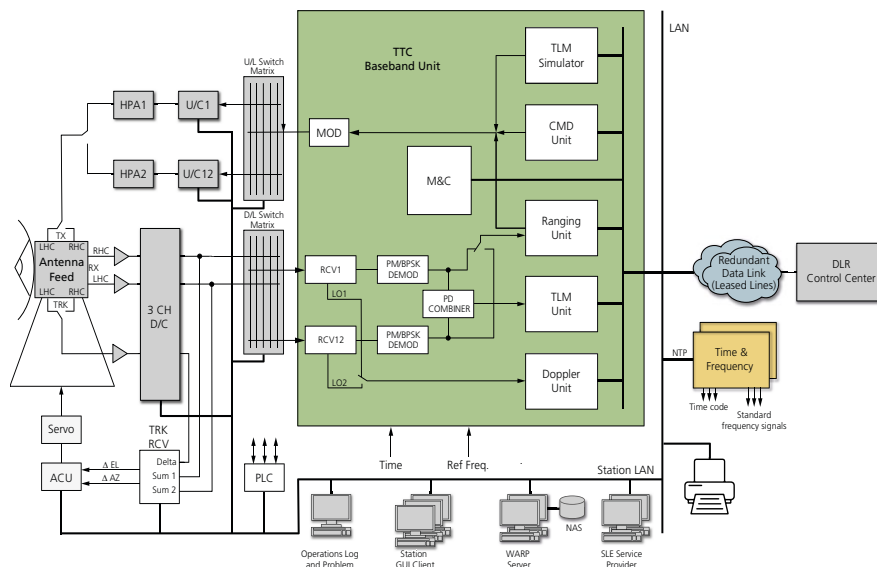 LAN
TTC
Baseband Unit
U/L Switch
Matrix
TLM
Simulator
HPA1
U/C1
MOD
CMD
Unit
M&C
HPA2
U/C12
D/L Switch
Matrix
Ranging
Unit
TX
LHC RHC
Antenna
Feed
RHC
RX
LHC
LHC RHC
TRK
3 CH
D/C
RCV1
PM/BPSK
DEMOD
LO1
PD
COMBINER
TLM
Unit
RCV12
PM/BPSK
DEMOD
LO2
Doppler
Unit
Redundant
Data Link
(Leased Lines)
DLR
Control Center
NTP
Time &
Frequency
Time code
Standard
frequency signals
Servo
TRK
RCV
Delta
Sum 1
Sum 2
ACU
Δ EL
Δ AZ
PLC
Time
Ref Freq.
Station LAN
Operations Log
and Problem
Station
GUI Client
WARP
Server
NAS
SLE Service
Provider